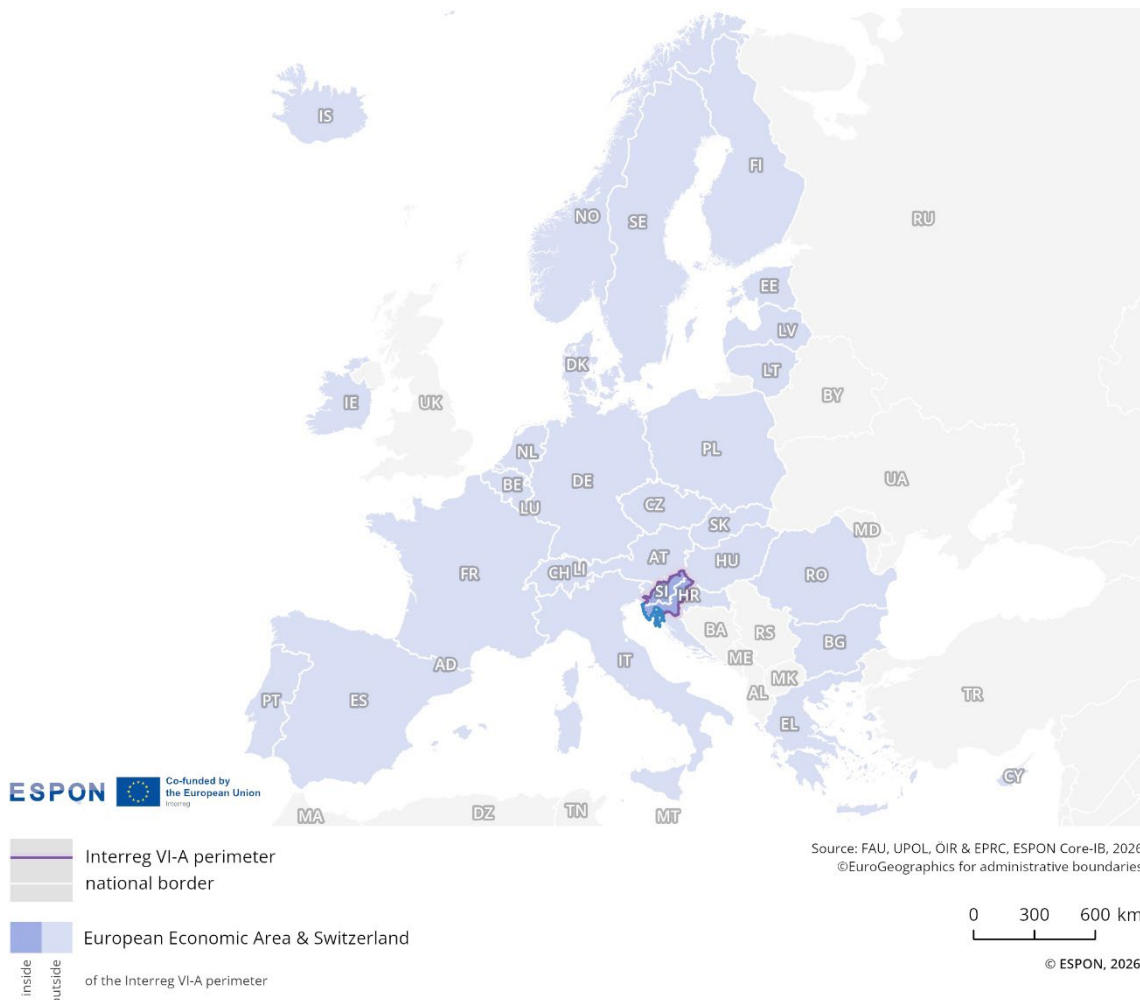 IS
FI
NO
SE
RU
EE
LV
DK
LT
BY
IE
UK
NL
PL
BE
DE
UA
LU
CZ
SK
MD
AT
HU
FR
CH
LI
RO
SI
HR
BA
RS
BG
IT
ME
AD
MK
AL
PT
ES
TR
EL
CY
MA
DZ
TN
MT
ESPON
Co-funded by
the European Union
Interreg
Interreg VI-A perimeter
national border
European Economic Area & Switzerland
inside
outside
of the Interreg VI-A perimeter
Source: FAU, UPOL, ÖIR & EPRC, ESPON Core-IB, 2026
©EuroGeographics for administrative boundaries
0 300 600 km
© ESPON, 2026